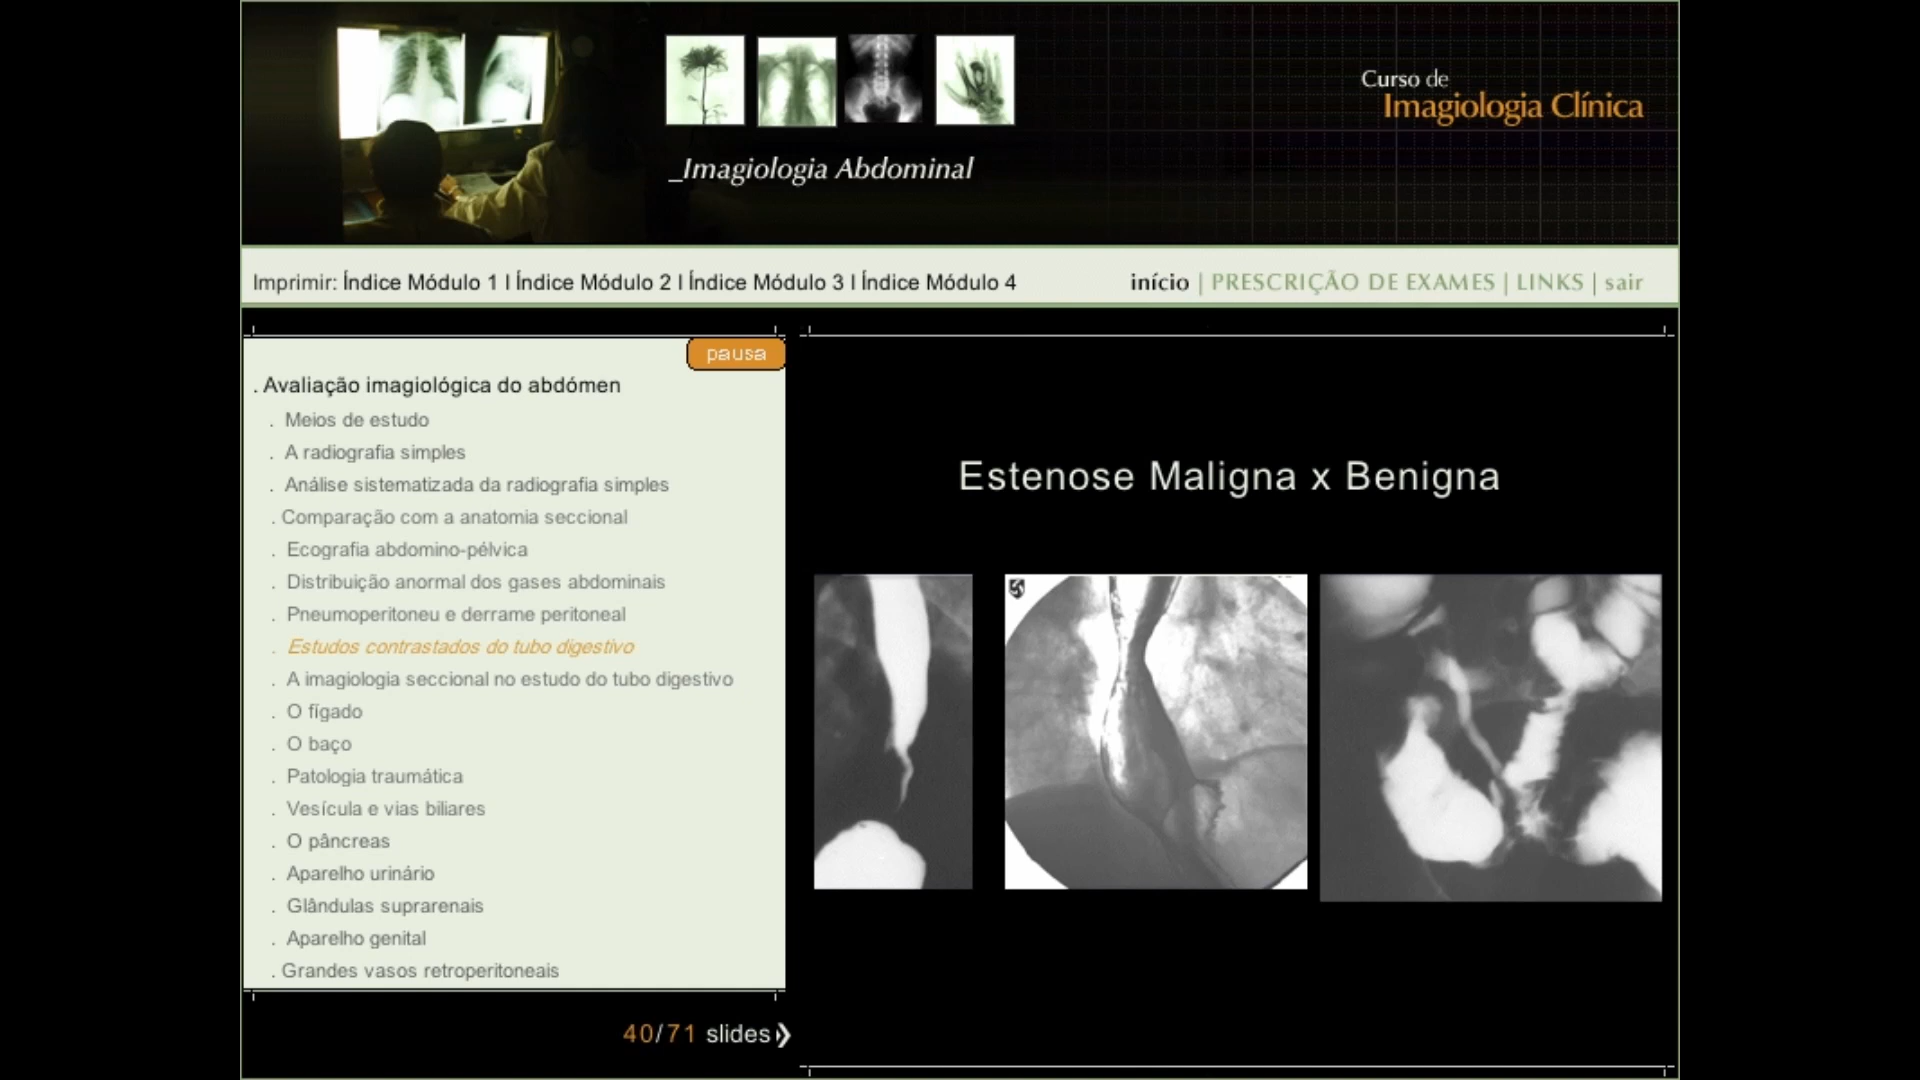 Curso de
Imagiologia Clínica
_Imagiologia Abdominal
Imprimir: Índice Módulo 1 I Índice Módulo 2 I Índice Módulo 3 I Índice Módulo 4
início | PRESCRIÇÃO DE EXAMES | LINKS | sair
pausa
. Avaliação imagiológica do abdómen
. Meios de estudo
. A radiografia simples
. Análise sistematizada da radiografia simples
. Comparação com a anatomia seccional
. Ecografia abdomino-pélvica
. Distribuição anormal dos gases abdominais
. Pneumoperitoneu e derrame peritoneal
. Estudos contrastados do tubo digestivo
. A imagiologia seccional no estudo do tubo digestivo
. O fígado
. O baço
. Patologia traumática
. Vesícula e vias biliares
. O pâncreas
. Aparelho urinário
. Glândulas suprarenais
. Aparelho genital
. Grandes vasos retroperitoneais
40/71 slides
Estenose Maligna x Benigna